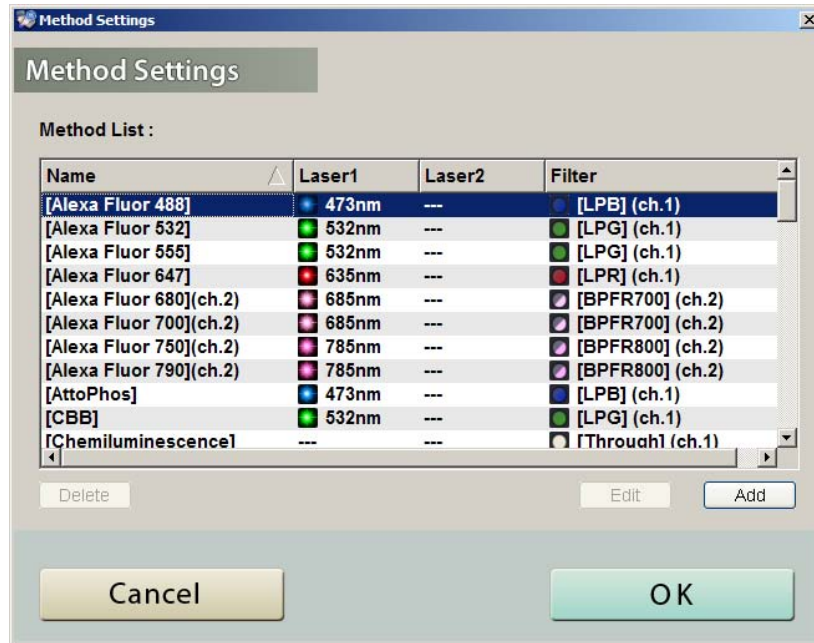 Method Settings
Method Settings
Method List :
Name Laser1 Laser2 Filter
[Alexa Fluor 488] 473nm --- [LPB] (ch.1)
[Alexa Fluor 532] 532nm --- [LPG] (ch.1)
[Alexa Fluor 555] 532nm --- [LPG] (ch.1)
[Alexa Fluor 647] 635nm --- [LPR] (ch.1)
[Alexa Fluor 680](ch.2) 685nm --- [BPFR700] (ch.2)
[Alexa Fluor 700](ch.2) 685nm --- [BPFR700] (ch.2)
[Alexa Fluor 750](ch.2) 785nm --- [BPFR800] (ch.2)
[Alexa Fluor 790](ch.2) 785nm --- [BPFR800] (ch.2)
[AttoPhos] 473nm --- [LPB] (ch.1)
[CBB] 532nm --- [LPG] (ch.1)
[Chemiluminescence] --- --- [Through] (ch.1)
Delete Edit Add
Cancel OK